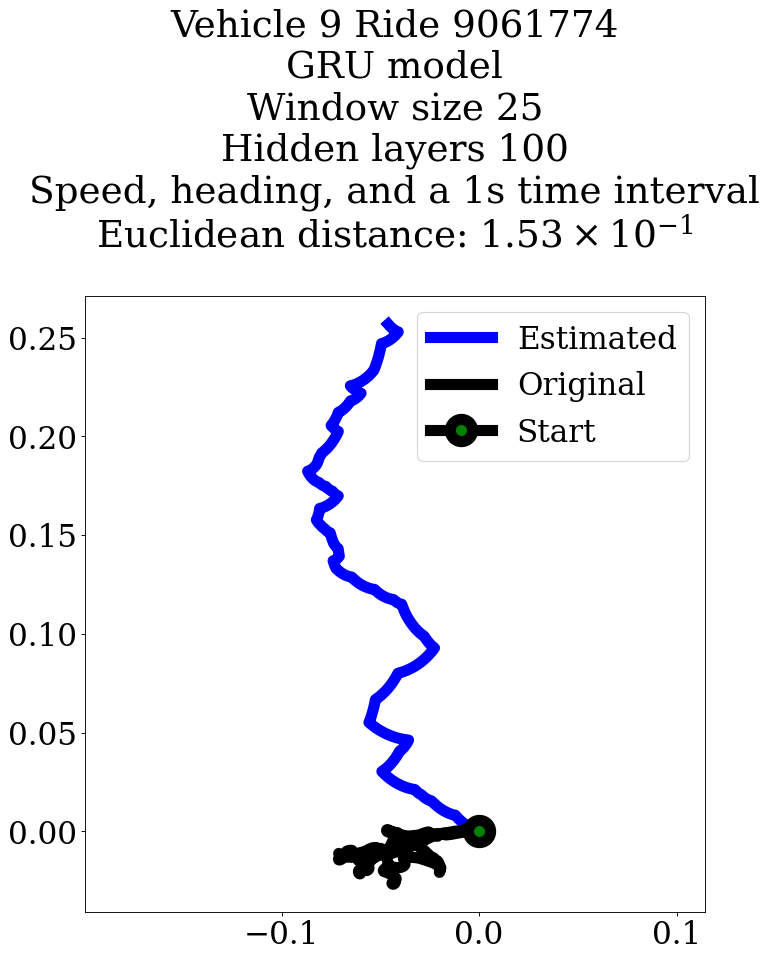 Vehicle 9 Ride 9061774
GRU model
Window size 25
Hidden layers 100
Speed, heading, and a 1s time interval
Euclidean distance: 1.53 × 10⁻¹
Estimated
Original
Start
0.25
0.20
0.15
0.10
0.05
0.00
−0.1
0.0
0.1